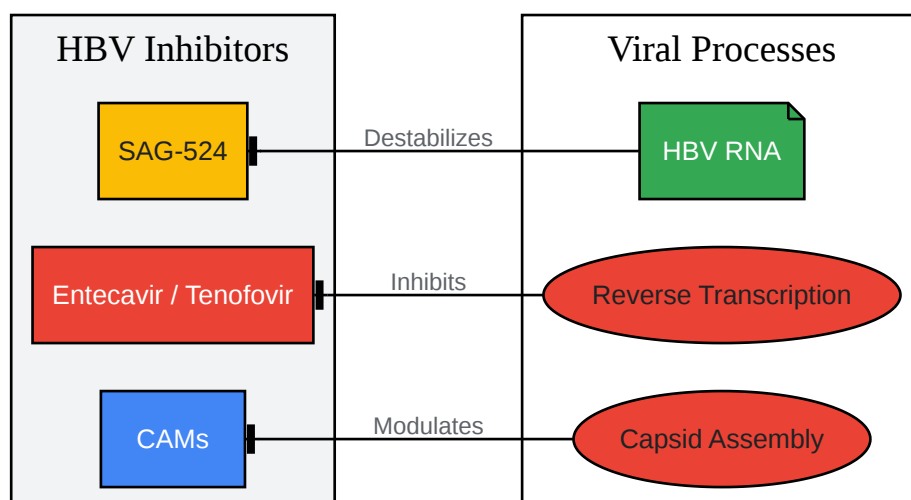 HBV Inhibitors
Viral Processes
SAG-524
Destabilizes
HBV RNA
Entecavir / Tenofovir
Inhibits
Reverse Transcription
CAMs
Modulates
Capsid Assembly